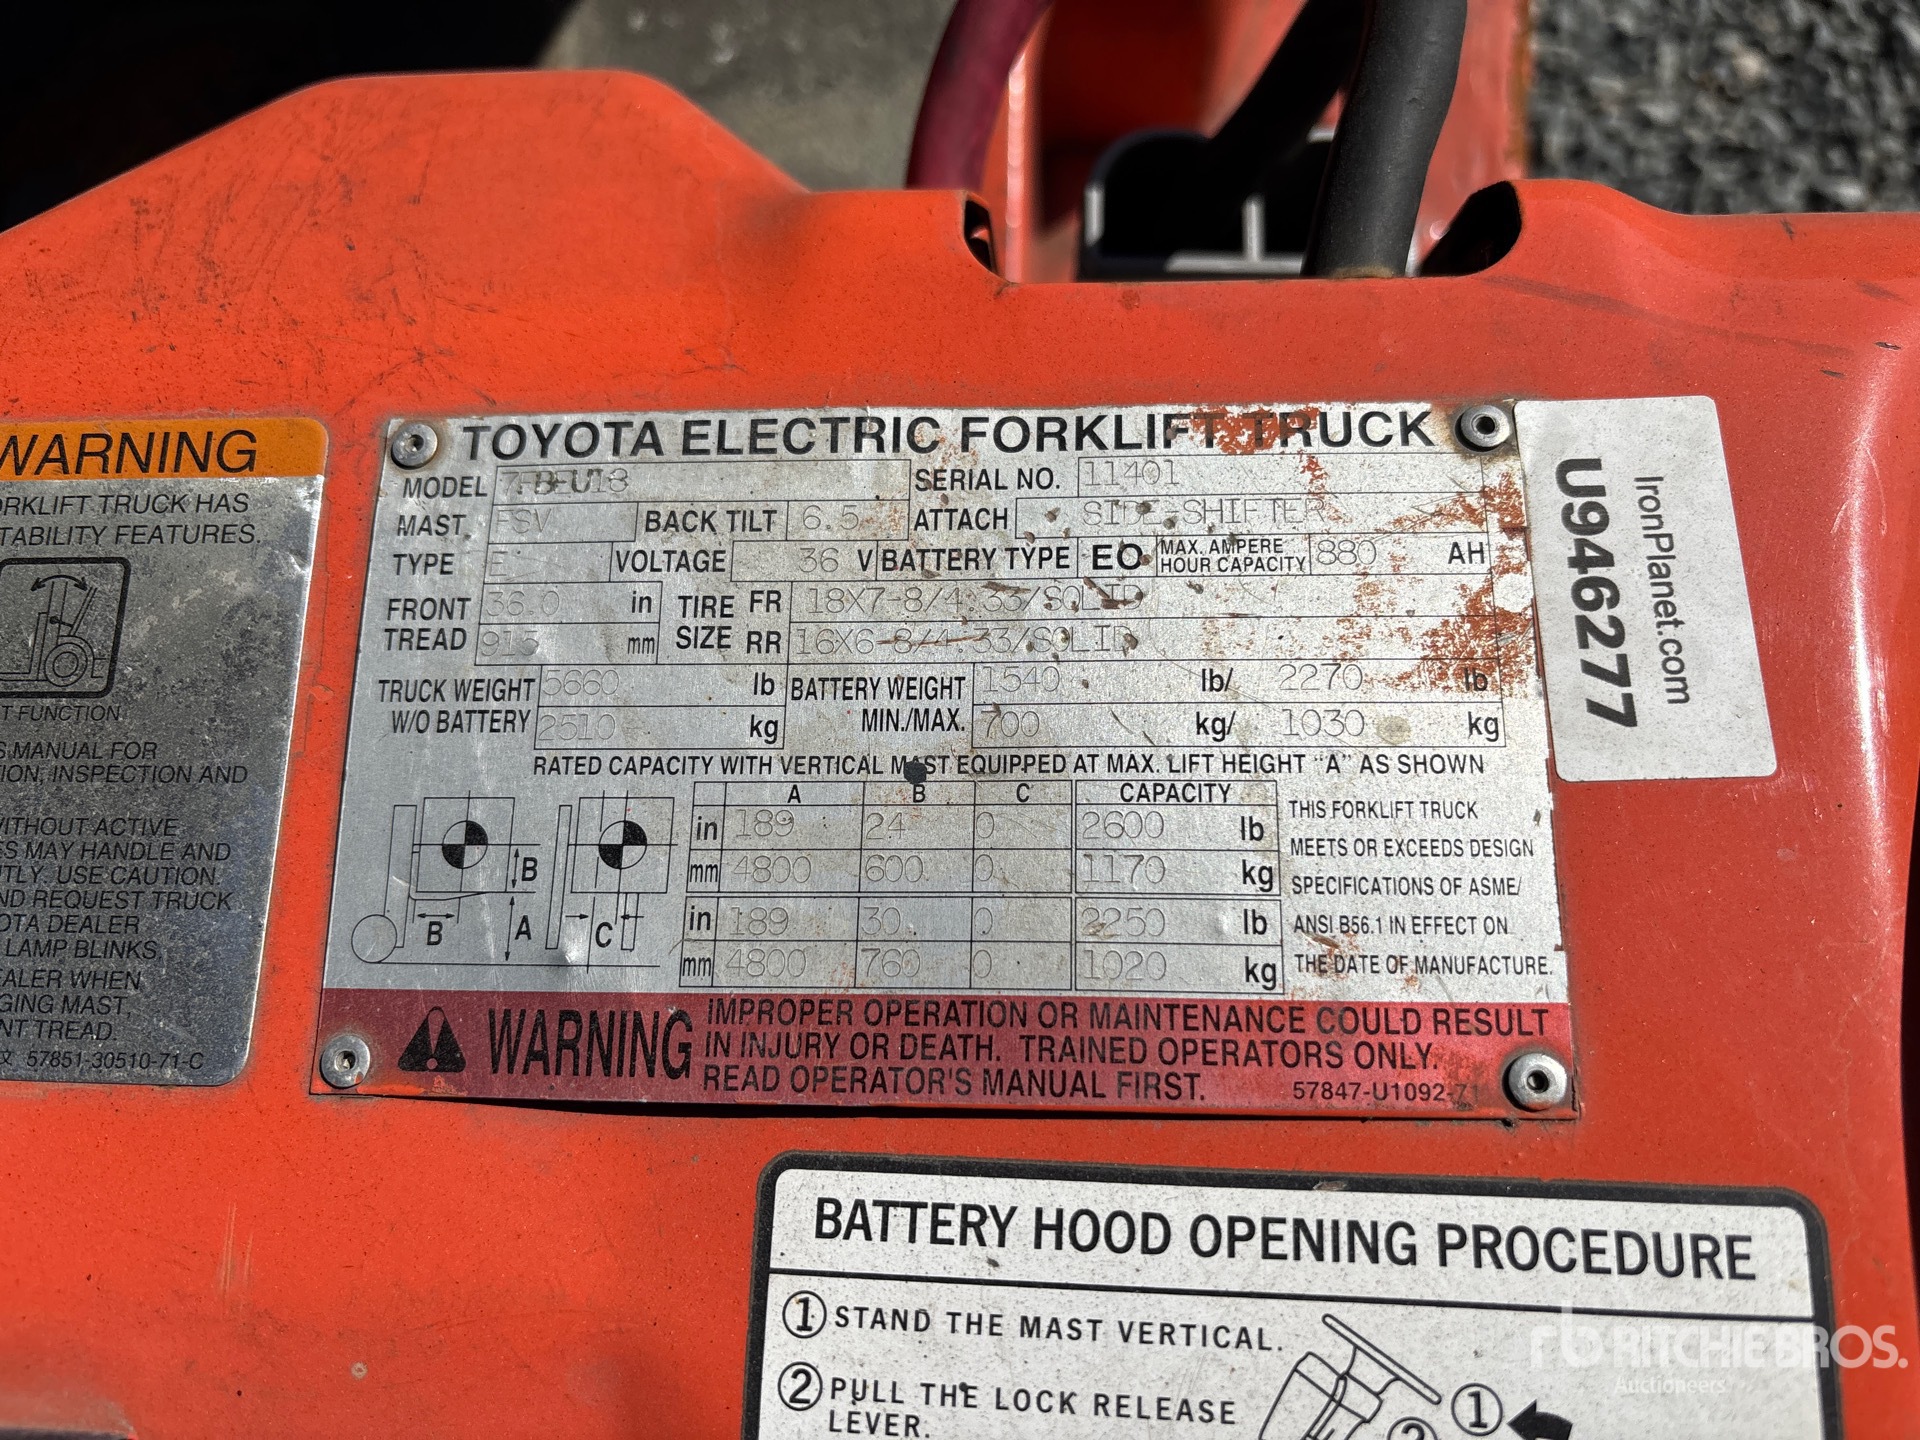 WARNING
ORKLIFT TRUCK HAS
TABILITY FEATURES.
T FUNCTION
MANUAL FOR
TION, INSPECTION AND
WITHOUT ACTIVE
ES MAY HANDLE AND
TLY. USE CAUTION.
ND REQUEST TRUCK
OTA DEALER
LAMP BLINKS.
EALER WHEN
GING MAST,
NT TREAD.
57851-30510-71-C
TOYOTA ELECTRIC FORKLIFT TRUCK
MODEL 7FBEU18 SERIAL NO. 11401
MAST. FSV BACK TILT 6.5 ATTACH SIDE-SHIFTER
TYPE E VOLTAGE 36 V BATTERY TYPE EO MAX. AMPERE HOUR CAPACITY 880 AH
FRONT TREAD 36.0 in TIRE SIZE FR 18X7-8/4.33/SOLID
915 mm RR 16X6-8/4.33/SOLID
TRUCK WEIGHT W/O BATTERY 5660 lb BATTERY WEIGHT MIN./MAX. 1540 lb/ 2270 lb
2510 kg 700 kg/ 1030 kg
RATED CAPACITY WITH VERTICAL MAST EQUIPPED AT MAX. LIFT HEIGHT "A" AS SHOWN
A B C CAPACITY
in 189 24 0 2600 lb
mm 4800 600 0 1170 kg
in 189 30 0 2250 lb
mm 4800 760 0 1020 kg
B
B A C
THIS FORKLIFT TRUCK
MEETS OR EXCEEDS DESIGN
SPECIFICATIONS OF ASME/
ANSI B56.1 IN EFFECT ON
THE DATE OF MANUFACTURE.
WARNING
IMPROPER OPERATION OR MAINTENANCE COULD RESULT
IN INJURY OR DEATH. TRAINED OPERATORS ONLY.
READ OPERATOR'S MANUAL FIRST. 57847-U1092-71
IronPlanet.com
U946277
BATTERY HOOD OPENING PROCEDURE
① STAND THE MAST VERTICAL.
② PULL THE LOCK RELEASE
LEVER.
①
②
rb RITCHIE BROS.
Auctioneers